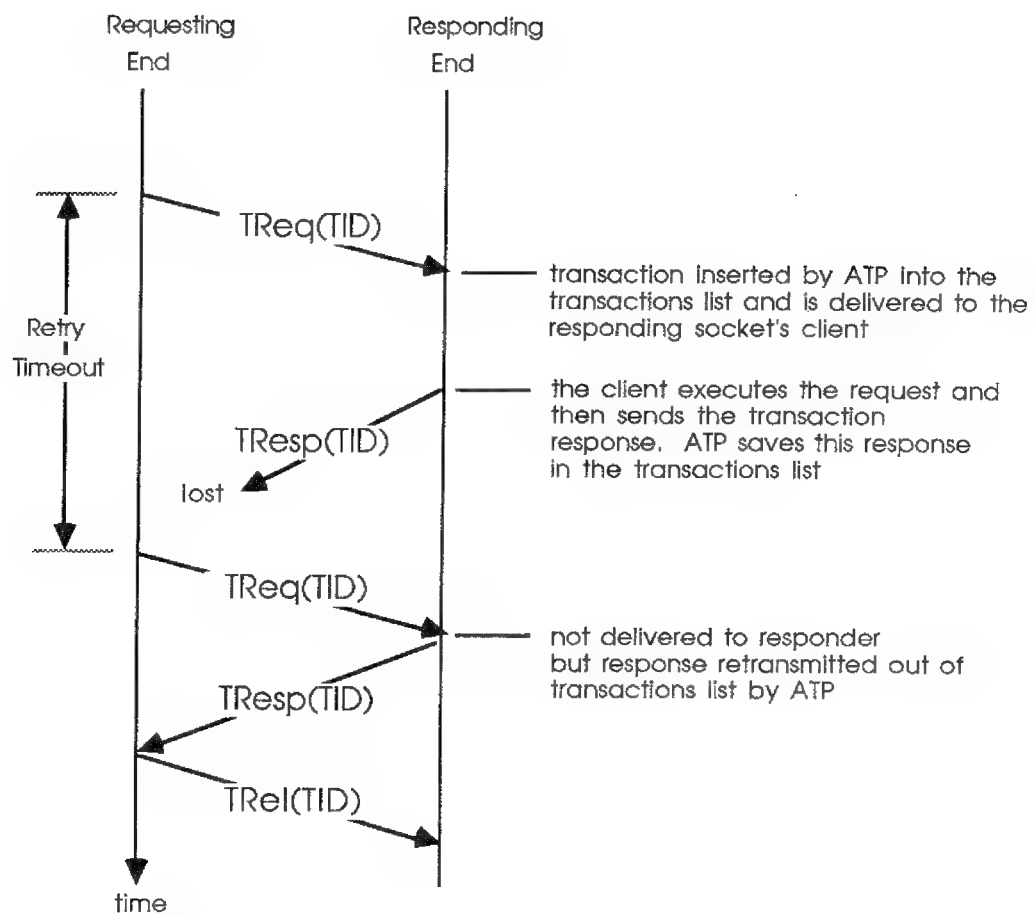 Requesting
End
Responding
End
TReq(TID)
transaction inserted by ATP into the
transactions list and is delivered to the
responding socket's client
Retry
Timeout
the client executes the request and
then sends the transaction
response. ATP saves this response
in the transactions list
TResp(TID)
lost
TReq(TID)
not delivered to responder
but response retransmitted out of
transactions list by ATP
TResp(TID)
TRel(TID)
time